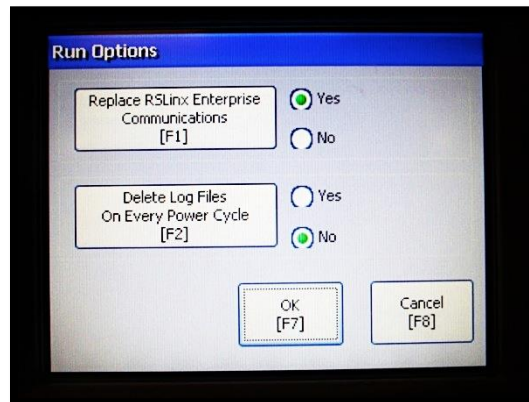 Run Options
Replace RSLinx Enterprise
Communications
[F1]
Yes
No
Delete Log Files
On Every Power Cycle
[F2]
Yes
No
OK
[F7]
Cancel
[F8]